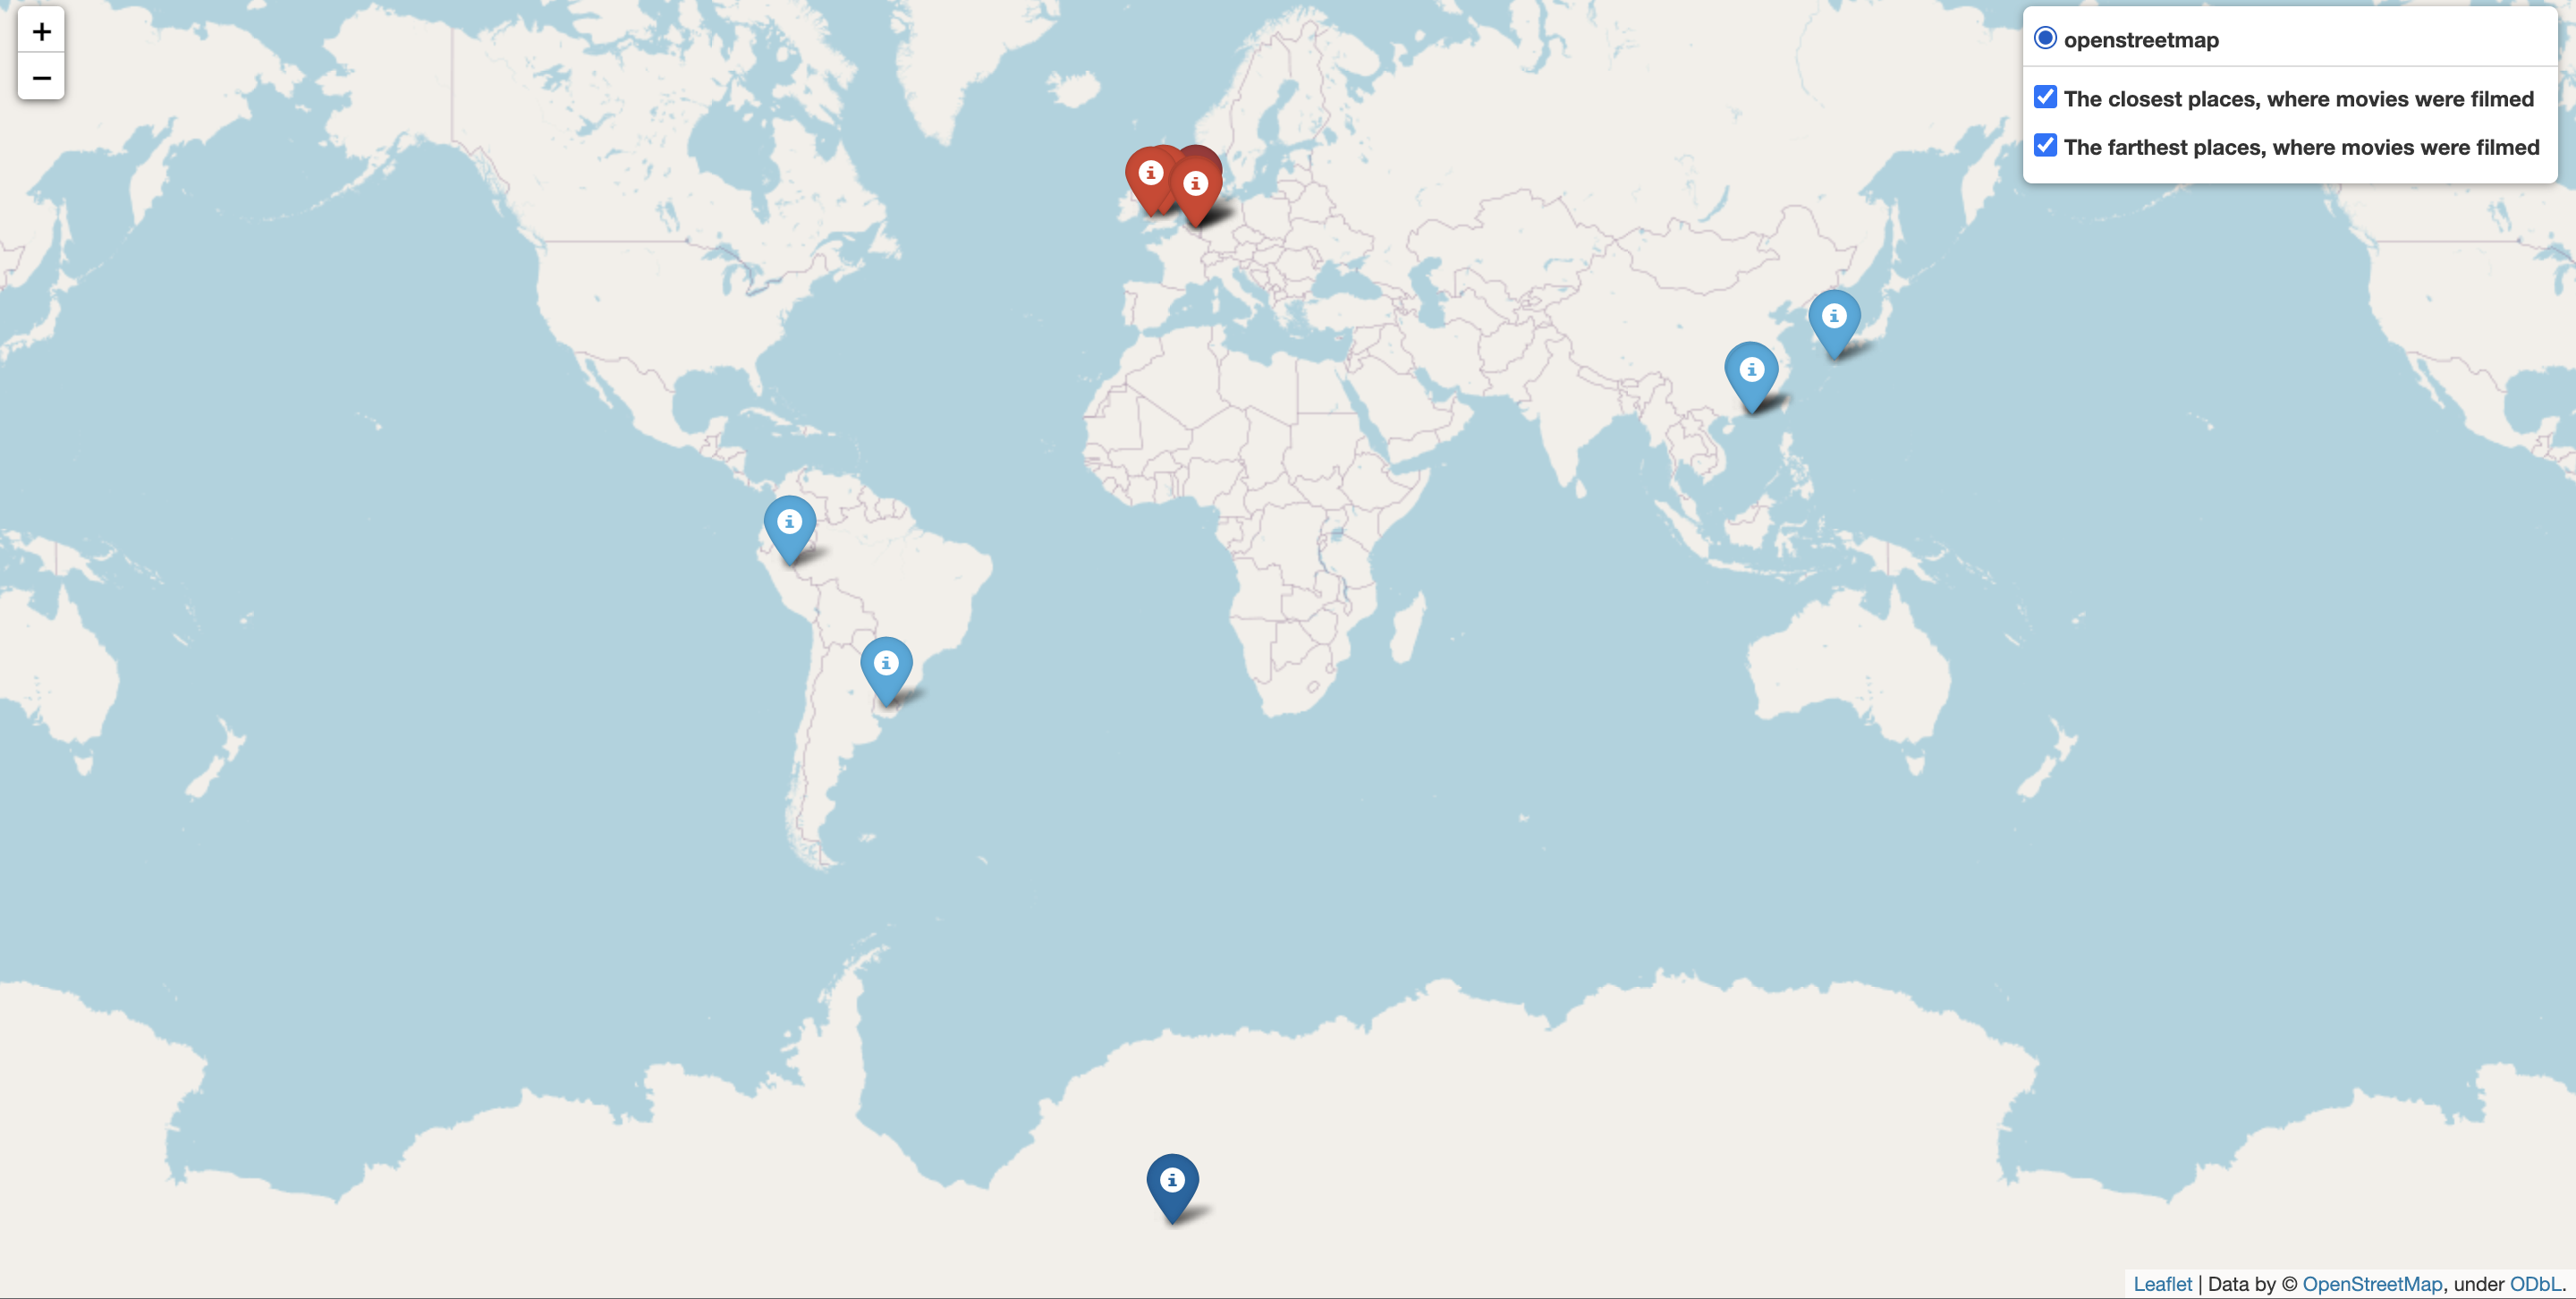 +
−
openstreetmap
The closest places, where movies were filmed
The farthest places, where movies were filmed
i
i
i
i
i
i
i
Leaflet | Data by © OpenStreetMap, under ODbL.